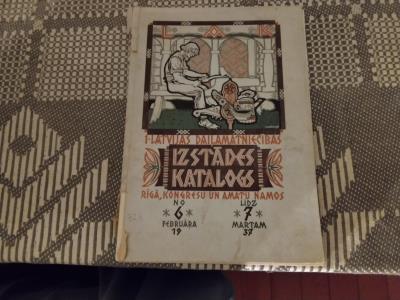 L A K
I LATVIJAS DAIĻAMATNIECĪBAS
IZSTĀDES
KATALOGS
RĪGĀ, KONGRESU UN AMATU NAMOS
NO LĪDZ
6 7
FEBRUĀRA MARTAM
19 37